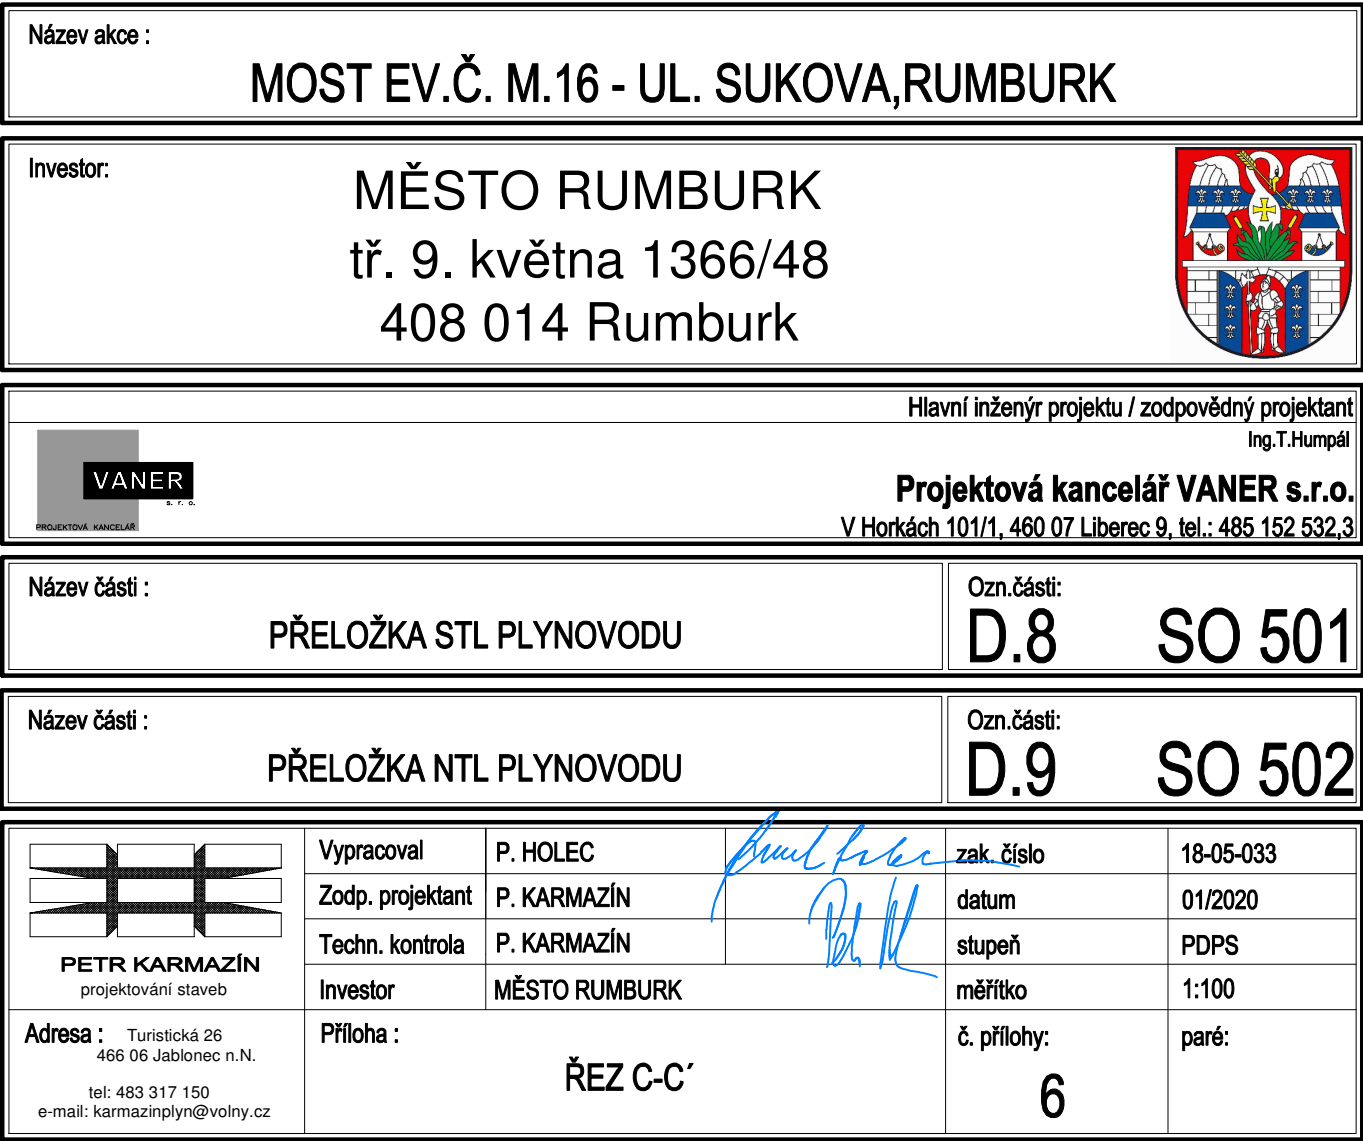 Název akce :
MOST EV.Č. M.16 - UL. SUKOVA,RUMBURK
Investor:
MĚSTO RUMBURK
tř. 9. května 1366/48
408 014 Rumburk
Hlavní inženýr projektu / zodpovědný projektant
Ing.T.Humpál
VANER
s. r. o.
PROJEKTOVÁ KANCELÁŘ
Projektová kancelář VANER s.r.o.
V Horkách 101/1, 460 07 Liberec 9, tel.: 485 152 532,3
Název části :
PŘELOŽKA STL PLYNOVODU
Ozn.části:
D.8 SO 501
Název části :
PŘELOŽKA NTL PLYNOVODU
Ozn.části:
D.9 SO 502
PETR KARMAZÍN
projektování staveb
Vypracoval P. HOLEC zak. číslo 18-05-033
Zodp. projektant P. KARMAZÍN datum 01/2020
Techn. kontrola P. KARMAZÍN stupeň PDPS
Investor MĚSTO RUMBURK měřítko 1:100
Adresa : Turistická 26
466 06 Jablonec n.N.
tel: 483 317 150
e-mail: karmazinplyn@volny.cz
Příloha :
ŘEZ C-C´
č. přílohy:
6
paré: